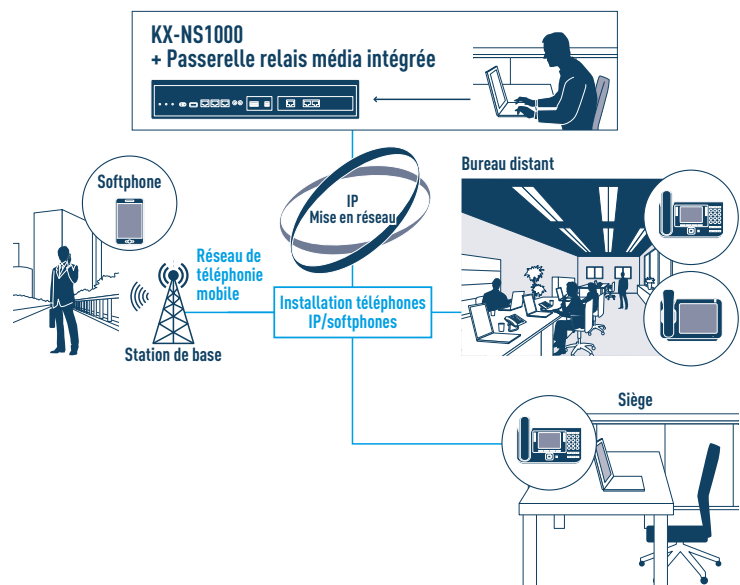 KX-NS1000
+ Passerelle relais média intégrée
Bureau distant
Softphone
IP
Mise en réseau
Réseau de
téléphonie
mobile
Installation téléphones
IP/softphones
Station de base
Siège